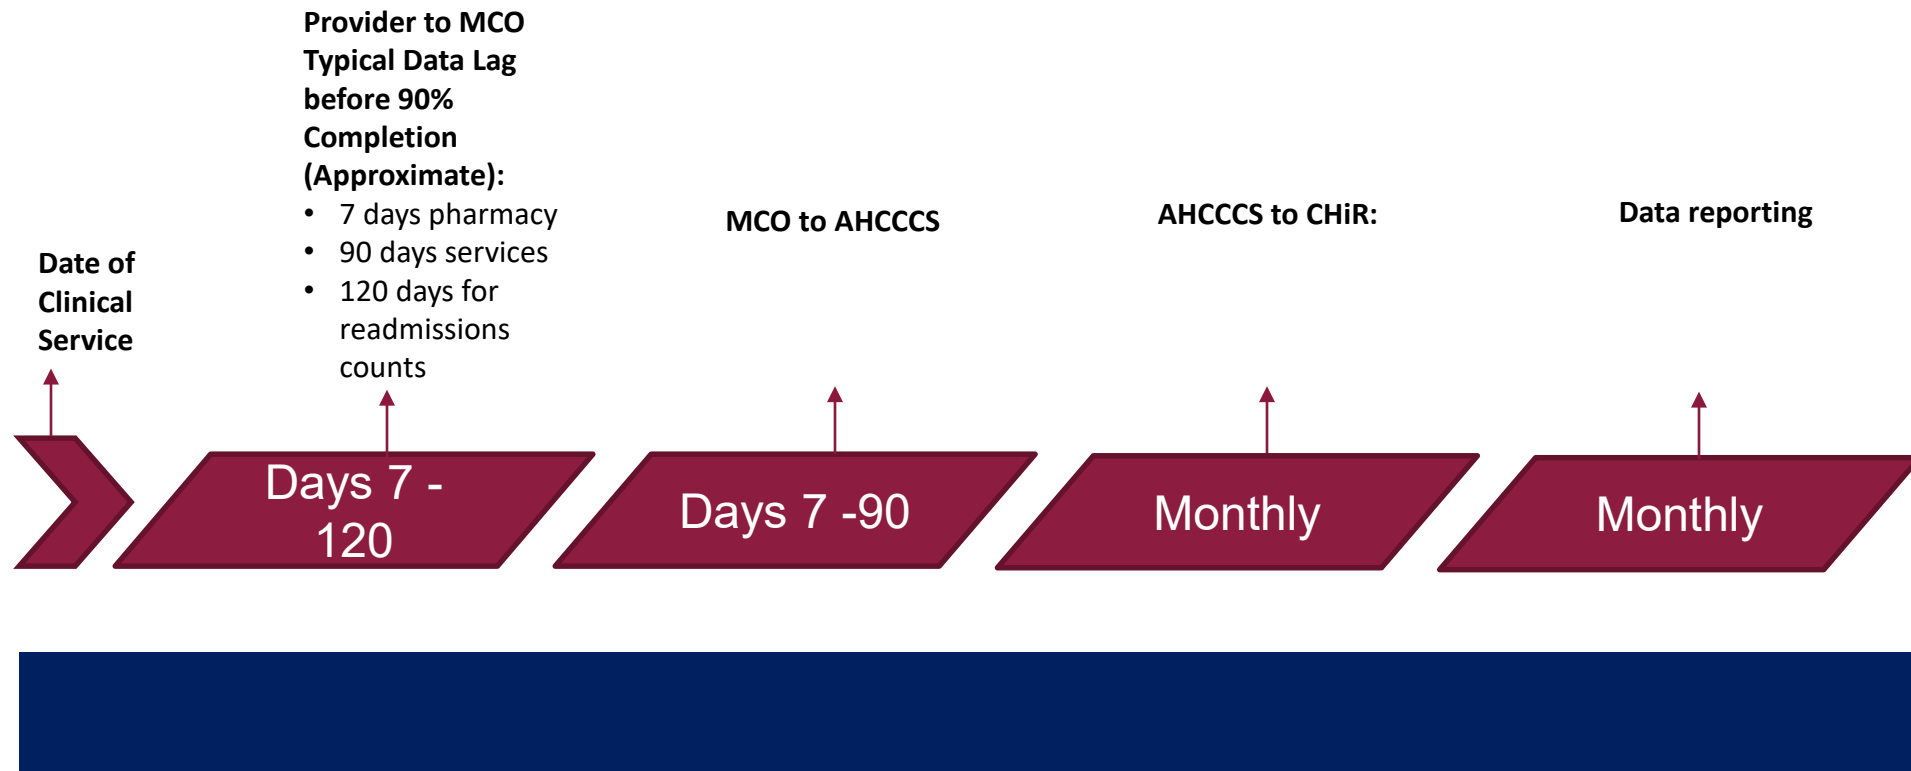 Date of
Clinical
Service
Provider to MCO
Typical Data Lag
before 90%
Completion
(Approximate):
• 7 days pharmacy
• 90 days services
• 120 days for
readmissions
counts
MCO to AHCCCS
AHCCCS to CHiR:
Data reporting
Days 7 -
120
Days 7 -90
Monthly
Monthly